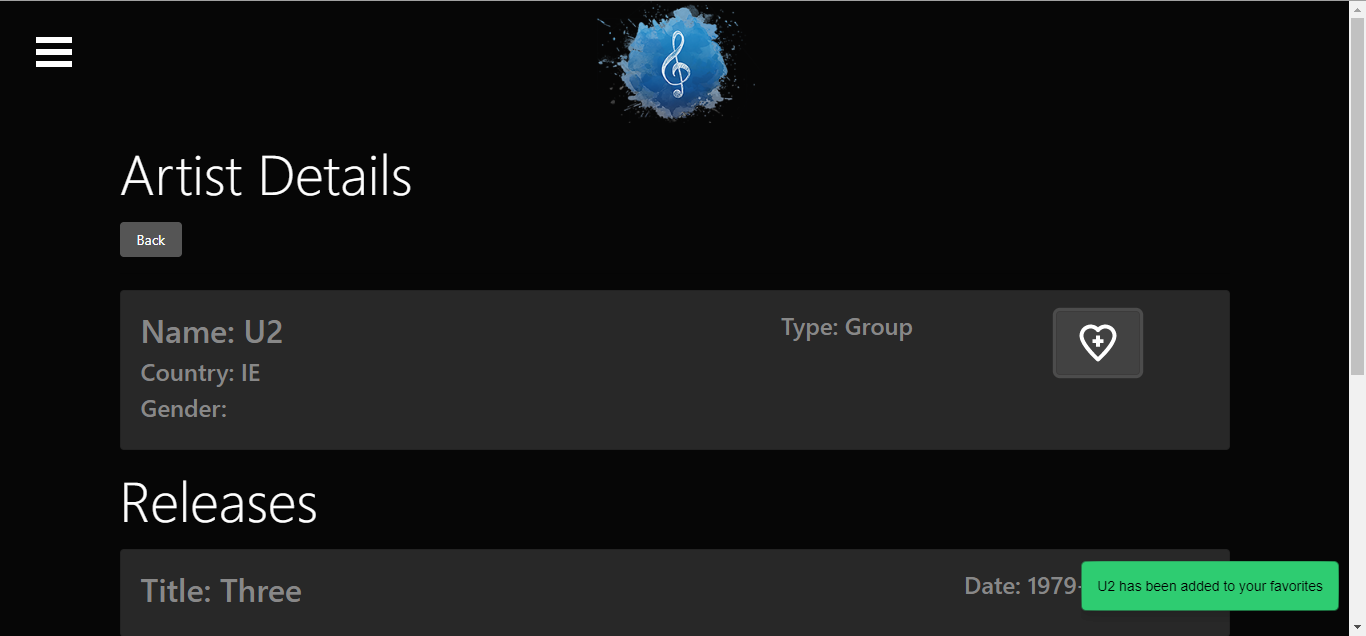 Artist Details
Back
Name: U2
Type: Group
Country: IE
Gender:
Releases
Title: Three
Date: 1979-
U2 has been added to your favorites